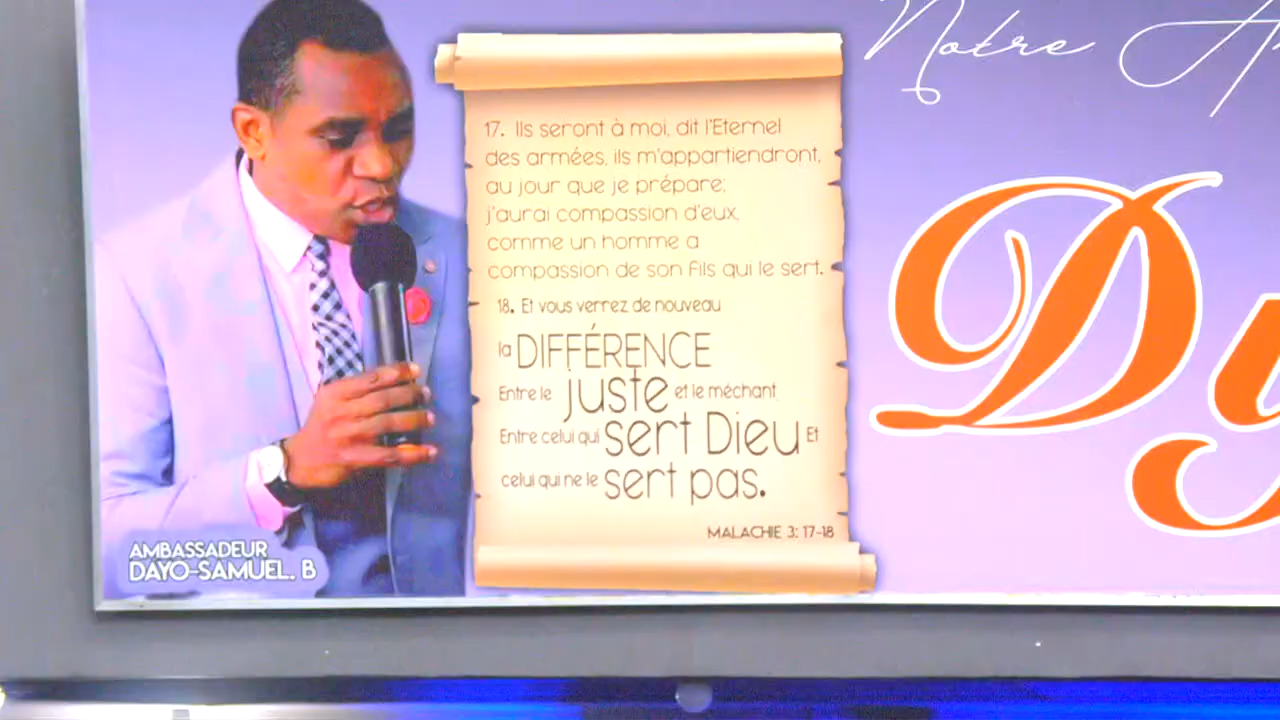 17. Ils seront à moi, dit l'Eternel
des armées, ils m'appartiendront,
au jour que je prépare;
j'aurai compassion d'eux,
comme un homme a
compassion de son fils qui le sert.
18. Et vous verrez de nouveau
la DIFFÉRENCE
Entre le juste et le méchant
Entre celui qui sert Dieu Et
celui qui ne le sert pas.
MALACHIE 3: 17-18
AMBASSADEUR
DAYO-SAMUEL. B
Notre
Dy